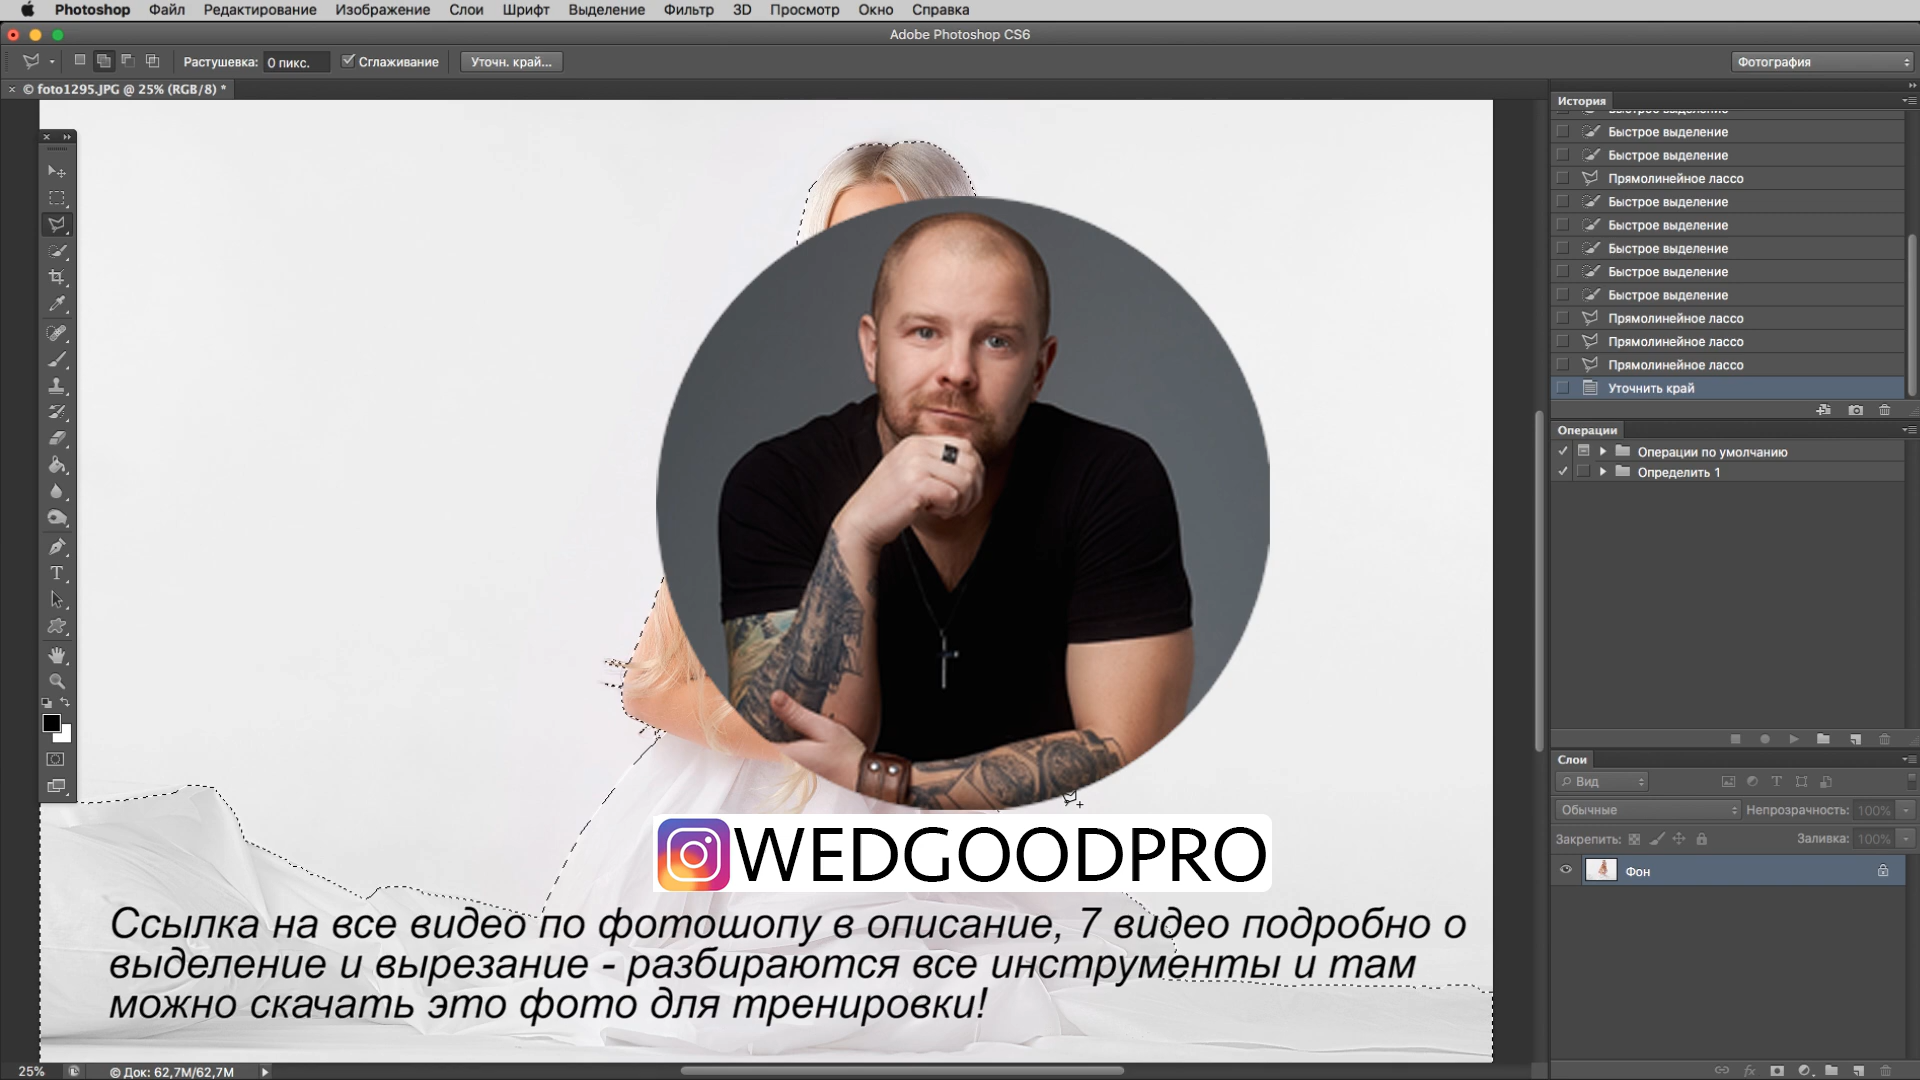 Photoshop Файл Редактирование Изображение Слои Шрифт Выделение Фильтр 3D Просмотр Окно Справка
Adobe Photoshop CS6
Растушевка: 0 пикс. Сглаживание Уточн. край... Фотография
© foto1295.JPG @ 25% (RGB/8) *
История
Быстрое выделение
Быстрое выделение
Быстрое выделение
Прямолинейное лассо
Быстрое выделение
Быстрое выделение
Быстрое выделение
Быстрое выделение
Быстрое выделение
Прямолинейное лассо
Прямолинейное лассо
Прямолинейное лассо
Уточнить край
Операции
Операции по умолчанию
Определить 1
Слои
Вид
Обычные Непрозрачность: 100%
Закрепить: Заливка: 100%
Фон
WEDGOODPRO
Ссылка на все видео по фотошопу в описание, 7 видео подробно о
выделение и вырезание - разбираются все инструменты и там
можно скачать это фото для тренировки!
25% © Док: 62,7M/62,7M